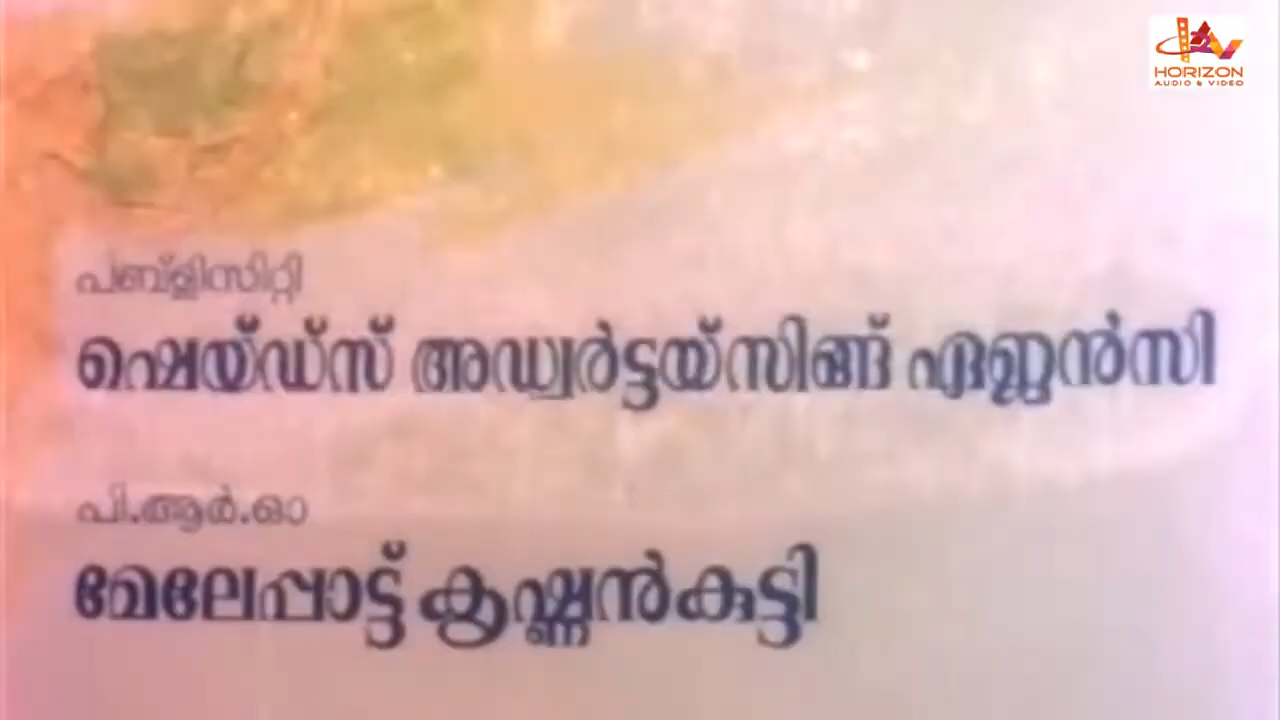 HORIZON
AUDIO & VIDEO
പബ്ളിസിറ്റി
ഷെയ്ഡ്സ് അഡ്വർട്ടയ്സിങ്ങ് ഏജൻസി
പി.ആർ.ഓ
മേലേപ്പാട്ട് കൃഷ്ണൻകുട്ടി